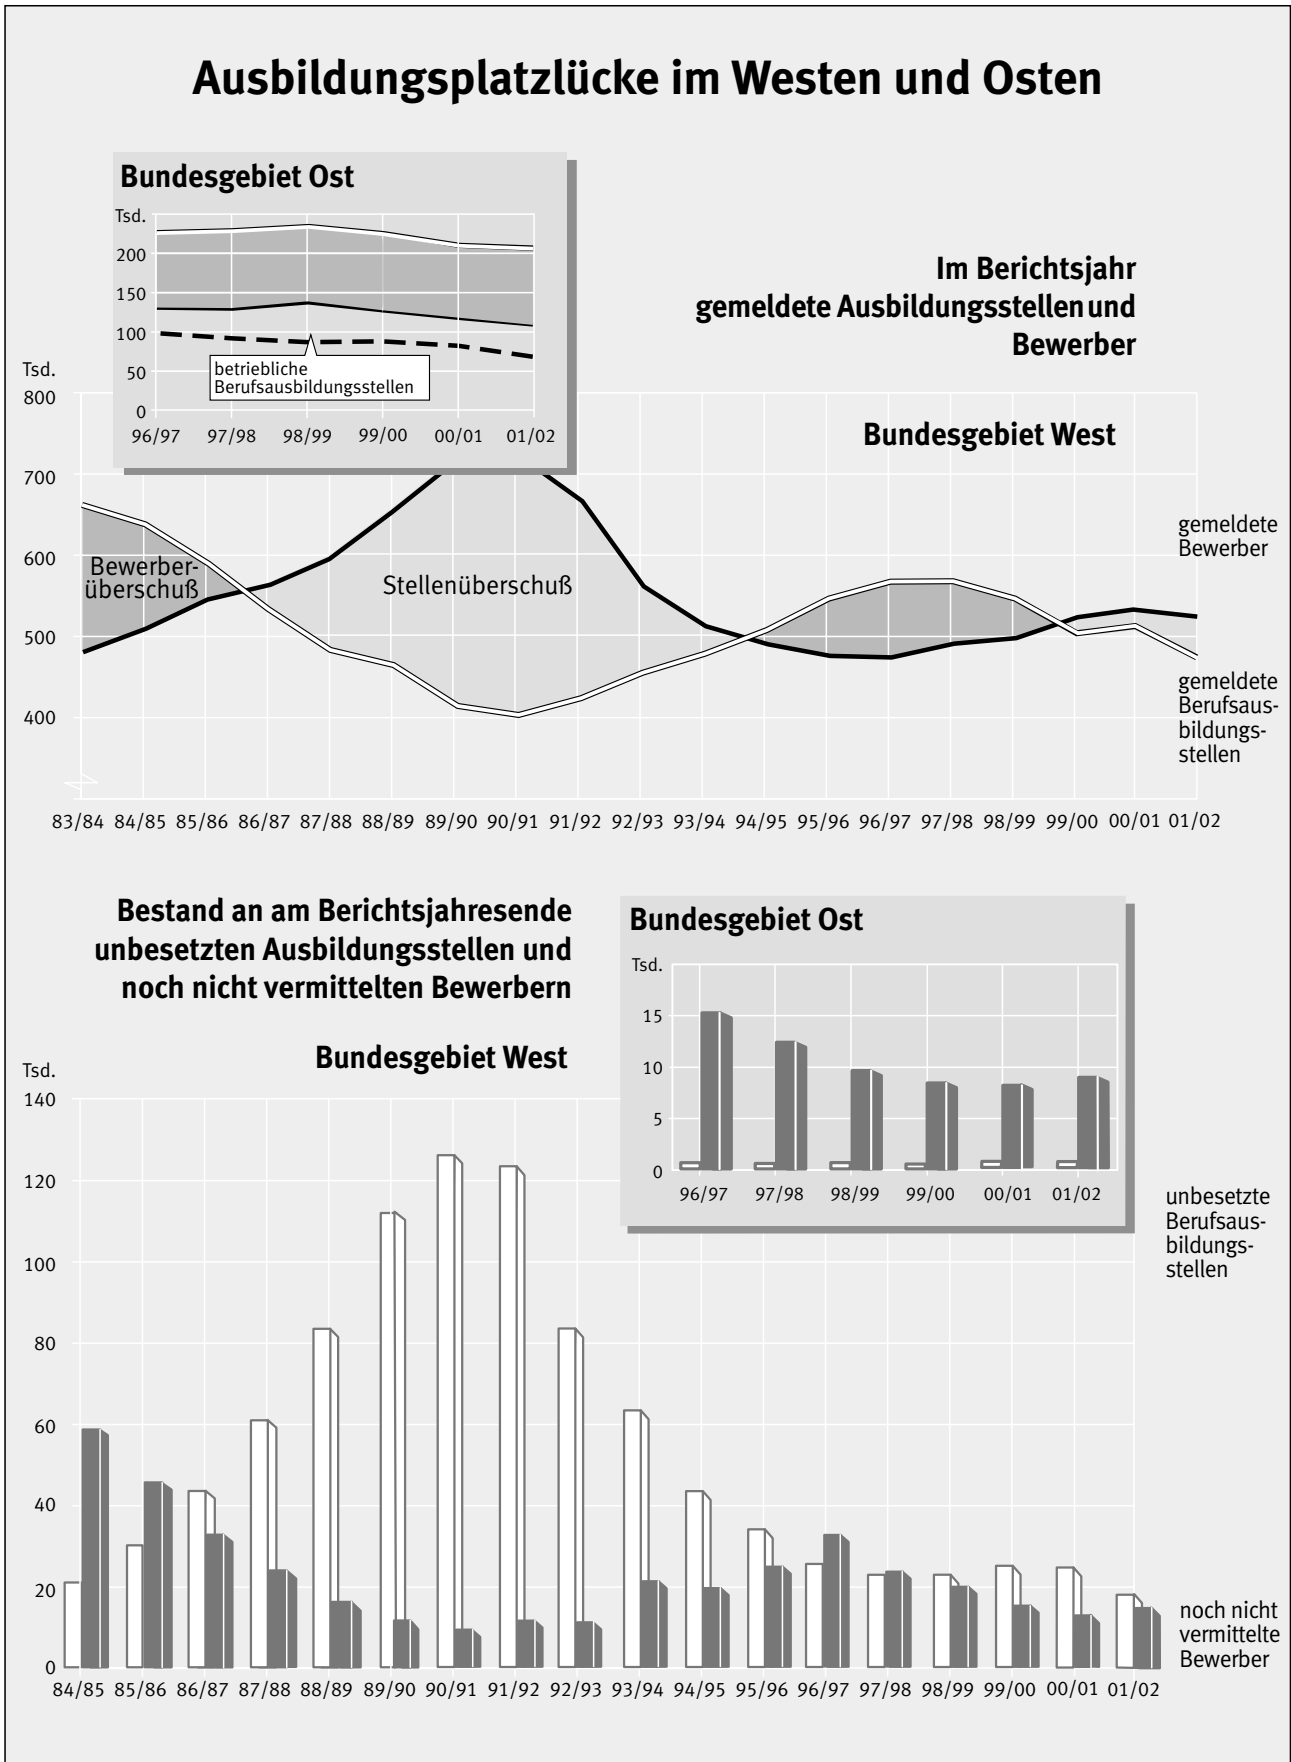 Ausbildungsplatzlücke im Westen und Osten
Bundesgebiet Ost
Tsd.
200
150
100
50
0
betriebliche
Berufsausbildungsstellen
96/97 97/98 98/99 99/00 00/01 01/02
Im Berichtsjahr
gemeldete Ausbildungsstellen und
Bewerber
Bundesgebiet West
Tsd.
800
700
600
500
400
Bewerber-
überschuß
Stellenüberschuß
gemeldete
Bewerber
gemeldete
Berufsaus-
bildungs-
stellen
83/84 84/85 85/86 86/87 87/88 88/89 89/90 90/91 91/92 92/93 93/94 94/95 95/96 96/97 97/98 98/99 99/00 00/01 01/02
Bestand an am Berichtsjahresende
unbesetzten Ausbildungsstellen und
noch nicht vermittelten Bewerbern
Bundesgebiet West
Bundesgebiet Ost
Tsd.
15
10
5
0
96/97 97/98 98/99 99/00 00/01 01/02
Tsd.
140
120
100
80
60
40
20
0
unbesetzte
Berufsaus-
bildungs-
stellen
noch nicht
vermittelte
Bewerber
84/85 85/86 86/87 87/88 88/89 89/90 90/91 91/92 92/93 93/94 94/95 95/96 96/97 97/98 98/99 99/00 00/01 01/02